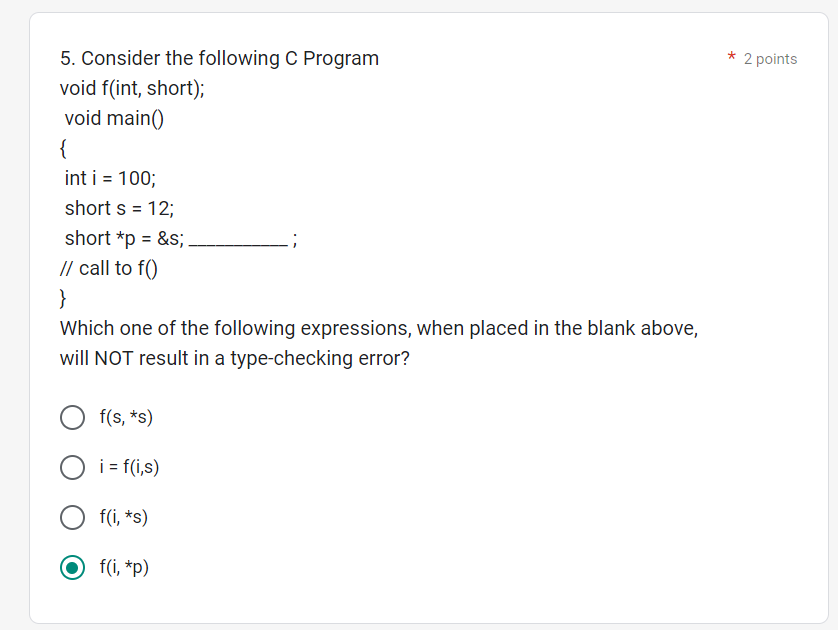 5. Consider the following C Program
* 2 points
void f(int, short);
void main()
{
int i = 100;
short s = 12;
short *p = &s; ___________ ;
// call to f()
}
Which one of the following expressions, when placed in the blank above,
will NOT result in a type-checking error?
f(s, *s)
i = f(i,s)
f(i, *s)
f(i, *p)